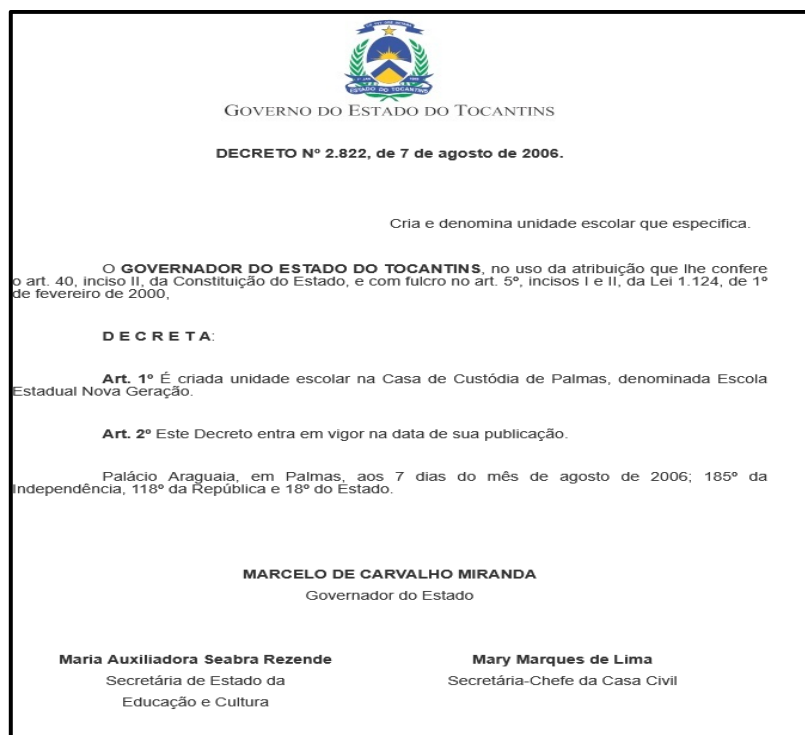 ESTADO DO TOCANTINS
GOVERNO DO ESTADO DO TOCANTINS
DECRETO Nº 2.822, de 7 de agosto de 2006.
Cria e denomina unidade escolar que especifica.
O GOVERNADOR DO ESTADO DO TOCANTINS, no uso da atribuição que lhe confere
o art. 40, inciso II, da Constituição do Estado, e com fulcro no art. 5º, incisos I e II, da Lei 1.124, de 1º
de fevereiro de 2000,
D E C R E T A:
Art. 1º É criada unidade escolar na Casa de Custódia de Palmas, denominada Escola
Estadual Nova Geração.
Art. 2º Este Decreto entra em vigor na data de sua publicação.
Palácio Araguaia, em Palmas, aos 7 dias do mês de agosto de 2006; 185º da
Independência, 118º da República e 18º do Estado.
MARCELO DE CARVALHO MIRANDA
Governador do Estado
Maria Auxiliadora Seabra Rezende
Secretária de Estado da
Educação e Cultura
Mary Marques de Lima
Secretária-Chefe da Casa Civil